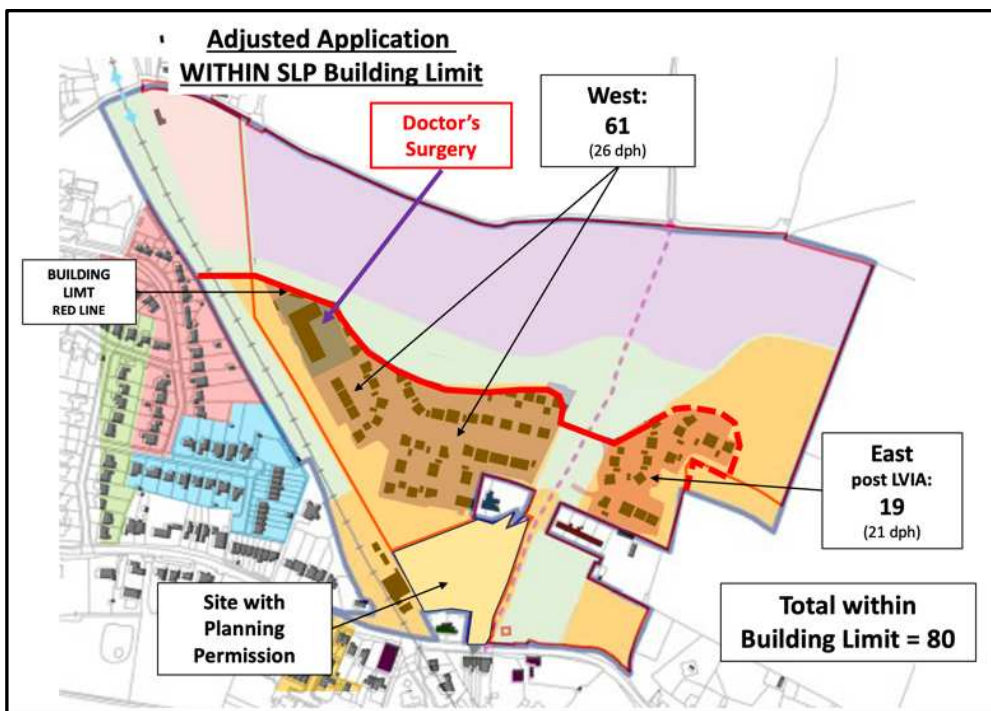 Adjusted Application
WITHIN SLP Building Limit
Doctor's
Surgery
West:
61
(26 dph)
BUILDING
LIMT
RED LINE
East
post LVIA:
19
(21 dph)
Site with
Planning
Permission
Total within
Building Limit = 80